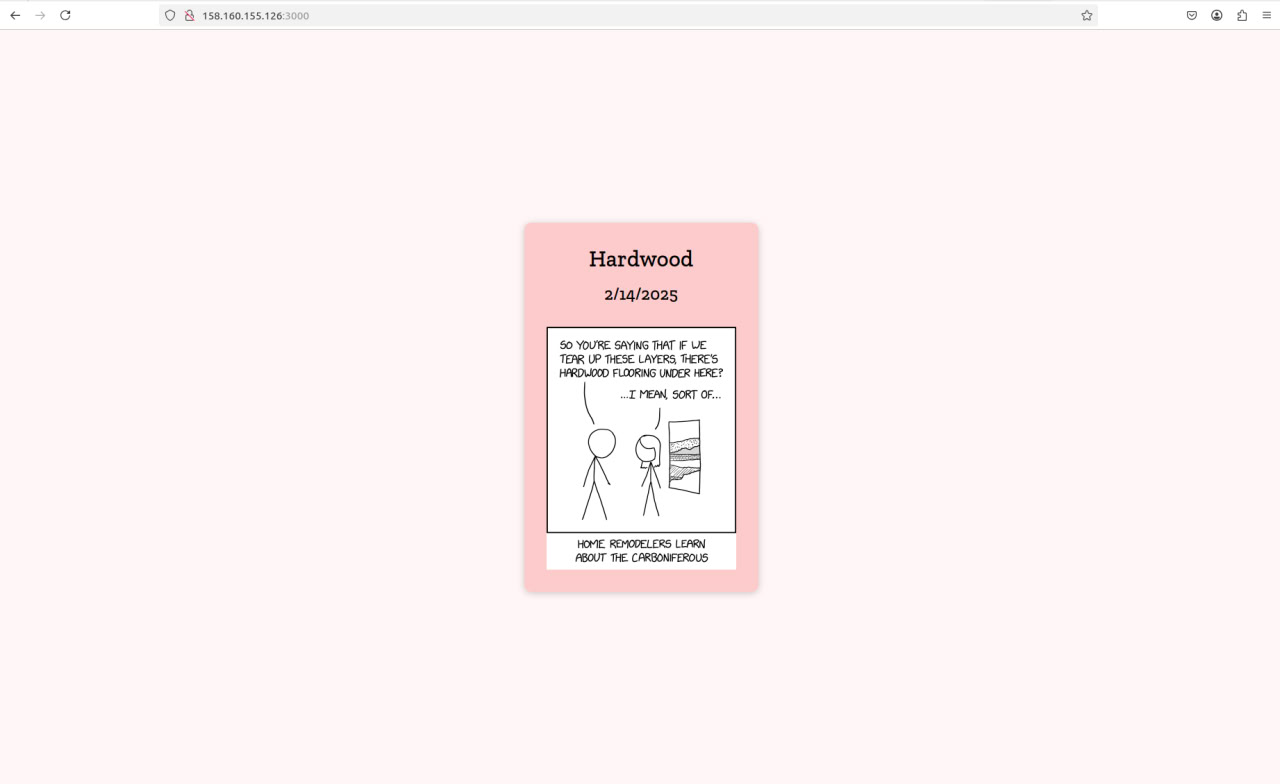 158.160.155.126:3000
Hardwood
2/14/2025
SO YOU'RE SAYING THAT IF WE
TEAR UP THESE LAYERS, THERE'S
HARDWOOD FLOORING UNDER HERE?
...I MEAN, SORT OF...
HOME REMODELERS LEARN
ABOUT THE CARBONIFEROUS